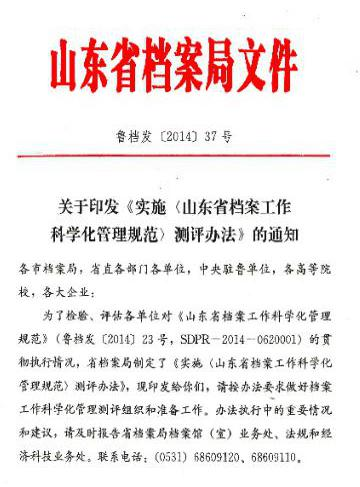 山东省档案局文件
鲁档发〔2014〕37号
关于印发《实施〈山东省档案工作
科学化管理规范〉测评办法》的通知
各市档案局，省直各部门各单位，中央驻鲁单位，各高等院
校，各大企业：
为了检验、评估各单位对《山东省档案工作科学化管理
规范》（鲁档发〔2014〕23号，SDPR-2014-0620001）的贯
彻执行情况，省档案局制定了《实施〈山东省档案工作科学化
管理规范〉测评办法》，现印发给你们，请按办法要求做好档案
工作科学化管理测评组织和准备工作。办法执行中的重要情况
和建议，请及时报告省档案局档案馆（室）业务处、法规和经
济科技业务处。联系电话：（0531）68609120、68609110。